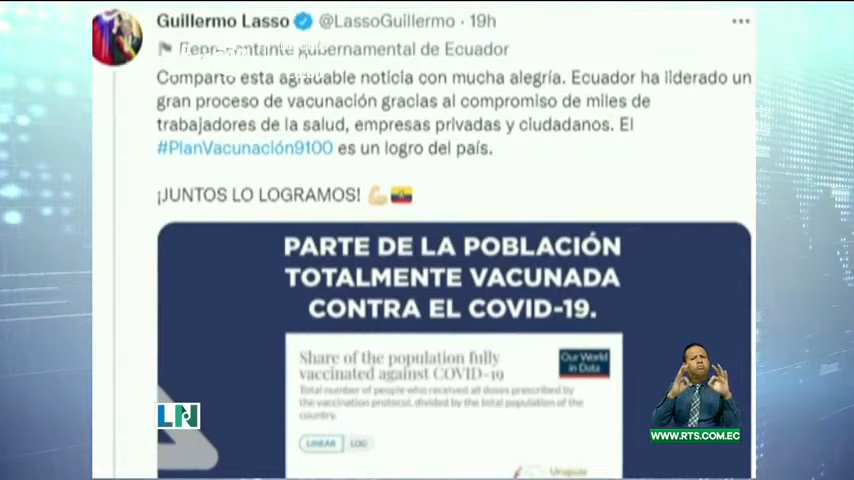 Guillermo Lasso @LassoGuillermo · 19h
Representante gubernamental de Ecuador
Comparto esta agradable noticia con mucha alegría. Ecuador ha liderado un
gran proceso de vacunación gracias al compromiso de miles de
trabajadores de la salud, empresas privadas y ciudadanos. El
#PlanVacunación9100 es un logro del país.
¡JUNTOS LO LOGRAMOS! 💪🏻🇪🇨
PARTE DE LA POBLACIÓN
TOTALMENTE VACUNADA
CONTRA EL COVID-19.
Share of the population fully
vaccinated against COVID-19
Our World
in Data
Total number of people who received all doses prescribed by
the vaccination protocol, divided by the total population of the
country.
LINEAR LOG
Uruguay
LN
WWW.RTS.COM.EC